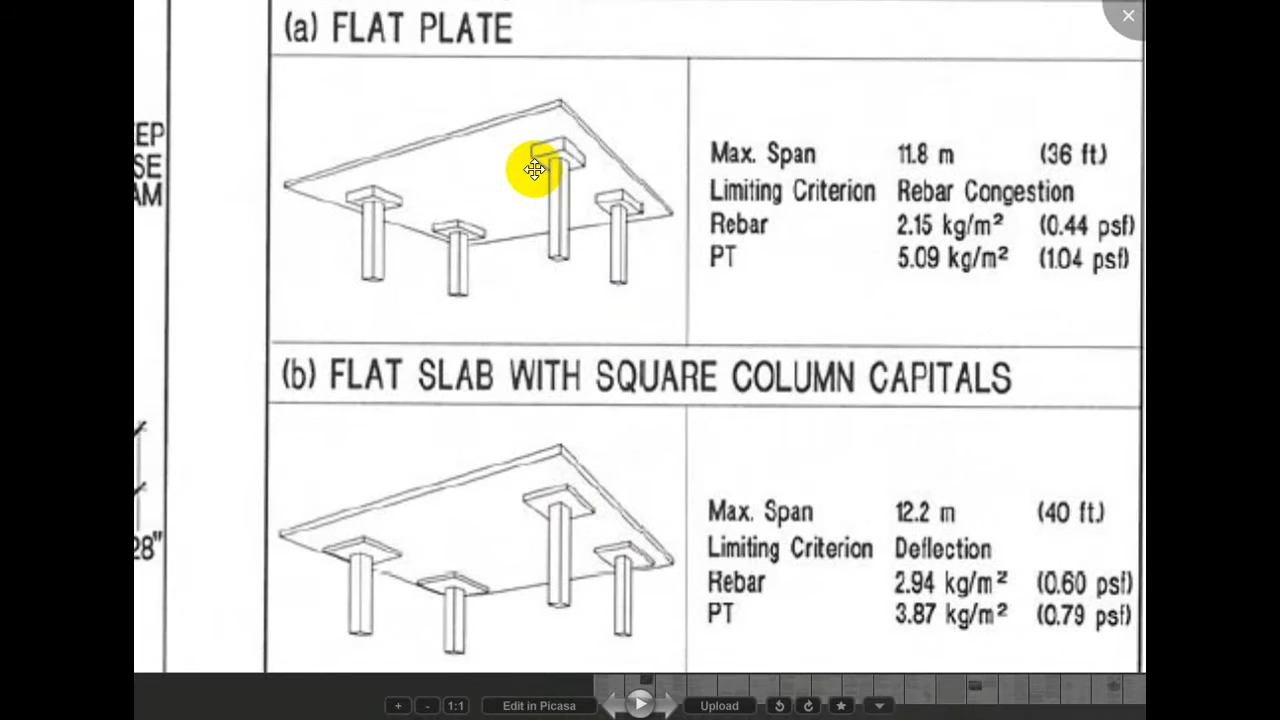 (a) FLAT PLATE
EP
SE
AM
Max. Span 11.8 m (36 ft.)
Limiting Criterion Rebar Congestion
Rebar 2.15 kg/m² (0.44 psf)
PT 5.09 kg/m² (1.04 psf)
(b) FLAT SLAB WITH SQUARE COLUMN CAPITALS
28"
Max. Span 12.2 m (40 ft.)
Limiting Criterion Deflection
Rebar 2.94 kg/m² (0.60 psf)
PT 3.87 kg/m² (0.79 psf)
+ - 1:1 Edit in Picasa Upload